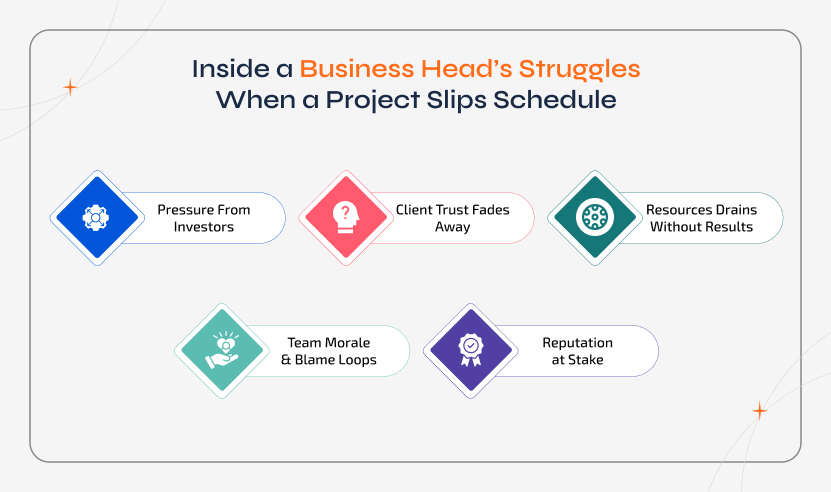 Inside a Business Head’s Struggles
When a Project Slips Schedule
Pressure From
Investors
Client Trust Fades
Away
Resources Drains
Without Results
Team Morale
& Blame Loops
Reputation
at Stake